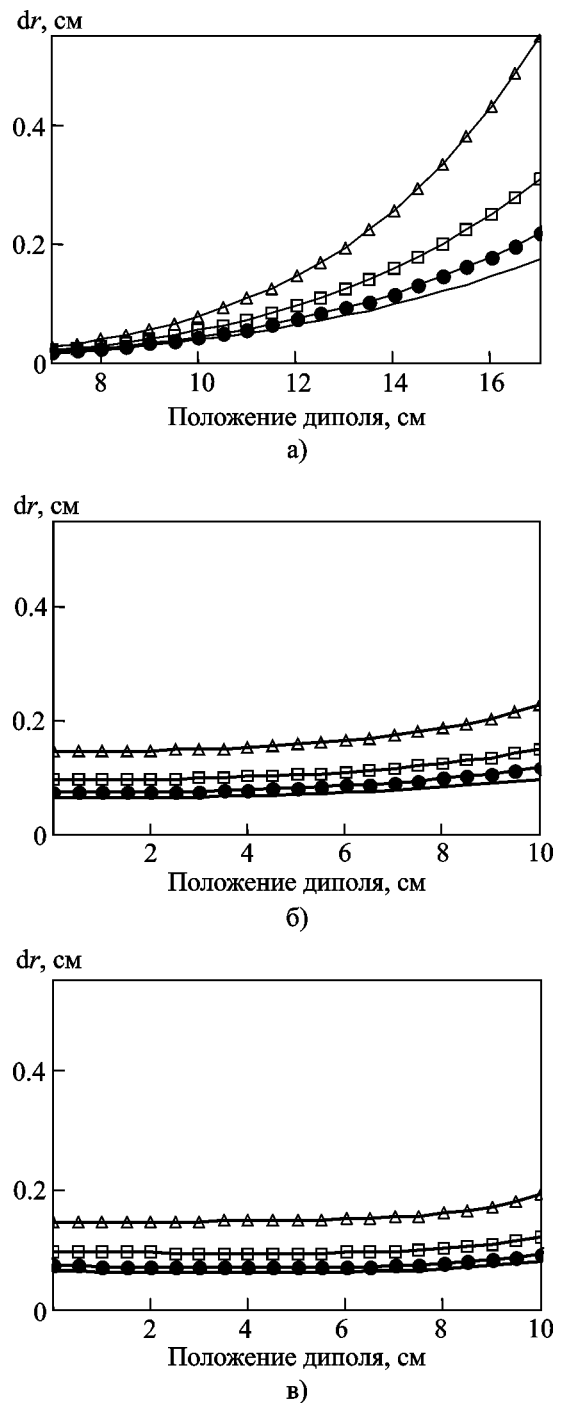 dr, см
0.4
0.2
0
8 10 12 14 16
Положение диполя, см
а)
dr, см
0.4
0.2
0
2 4 6 8 10
Положение диполя, см
б)
dr, см
0.4
0.2
0
2 4 6 8 10
Положение диполя, см
в)